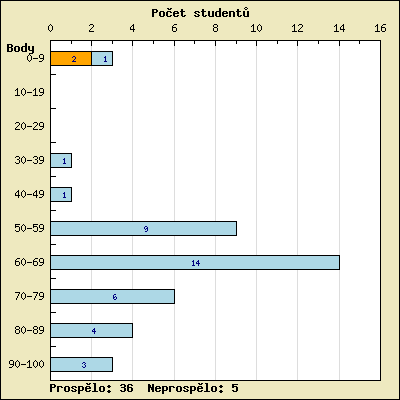 Počet studentů
0 2 4 6 8 10 12 14 16
Body
0-9 2 1
10-19
20-29
30-39 1
40-49 1
50-59 9
60-69 14
70-79 6
80-89 4
90-100 3
Prospělo: 36 Neprospělo: 5